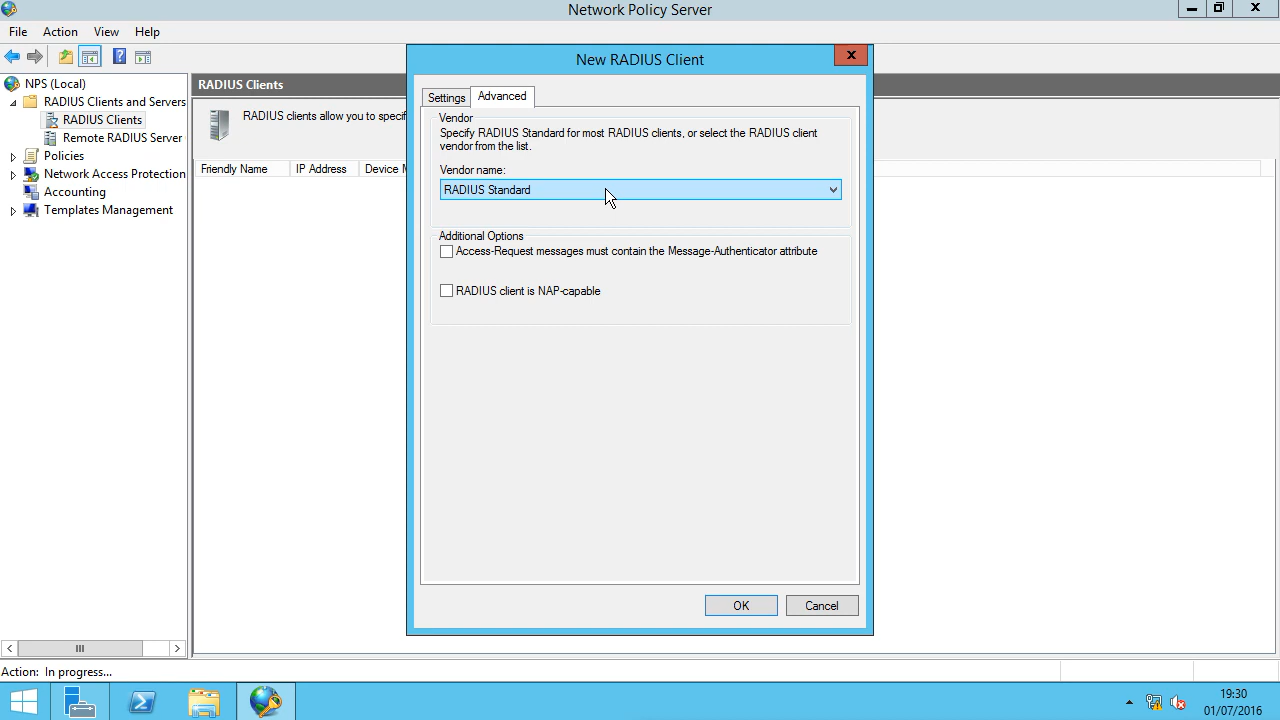 Network Policy Server
File Action View Help
New RADIUS Client
NPS (Local)
RADIUS Clients and Servers
RADIUS Clients
Remote RADIUS Server
Policies
Network Access Protection
Accounting
Templates Management
RADIUS Clients
RADIUS clients allow you to specif
Friendly Name IP Address Device M
Settings Advanced
Vendor
Specify RADIUS Standard for most RADIUS clients, or select the RADIUS client
vendor from the list.
Vendor name:
RADIUS Standard
Additional Options
Access-Request messages must contain the Message-Authenticator attribute
RADIUS client is NAP-capable
OK Cancel
Action: In progress...
19:30
01/07/2016